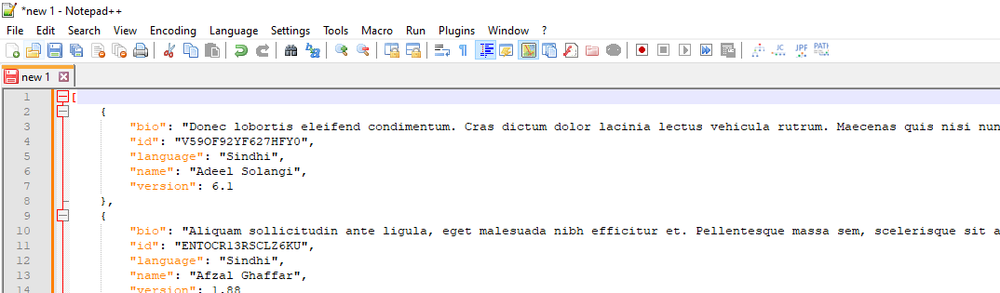 *new 1 - Notepad++
File Edit Search View Encoding Language Settings Tools Macro Run Plugins Window ?
JC JPF PATH
new 1
1 [
2 {
3 "bio": "Donec lobortis eleifend condimentum. Cras dictum dolor lacinia lectus vehicula rutrum. Maecenas quis nisi nun
4 "id": "V59OF92YF627HFY0",
5 "language": "Sindhi",
6 "name": "Adeel Solangi",
7 "version": 6.1
8 },
9 {
10 "bio": "Aliquam sollicitudin ante ligula, eget malesuada nibh efficitur et. Pellentesque massa sem, scelerisque sit a
11 "id": "ENTOCR13RSCLZ6KU",
12 "language": "Sindhi",
13 "name": "Afzal Ghaffar",
14 "version": 1.88